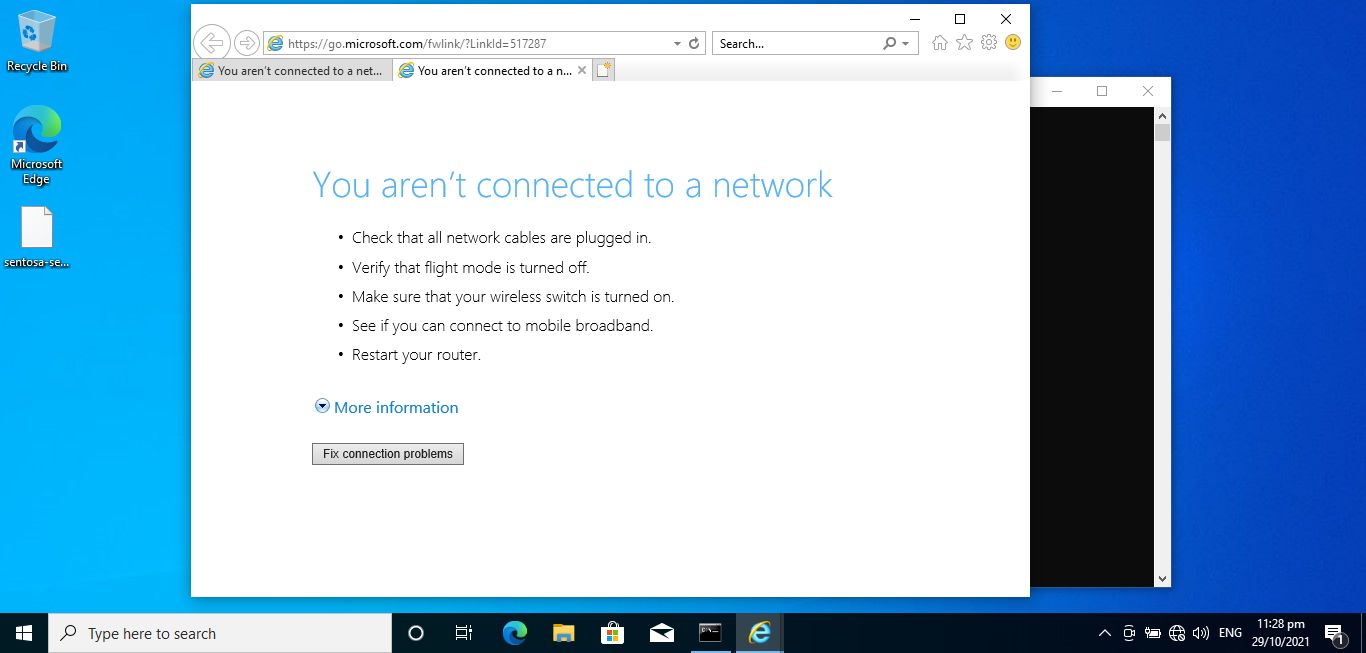 Recycle Bin
Microsoft
Edge
sentosa-se...
https://go.microsoft.com/fwlink/?LinkId=517287
Search...
You aren't connected to a net...
You aren't connected to a n...
You aren't connected to a network
• Check that all network cables are plugged in.
• Verify that flight mode is turned off.
• Make sure that your wireless switch is turned on.
• See if you can connect to mobile broadband.
• Restart your router.
More information
Fix connection problems
Type here to search
ENG
11:28 pm
29/10/2021
1